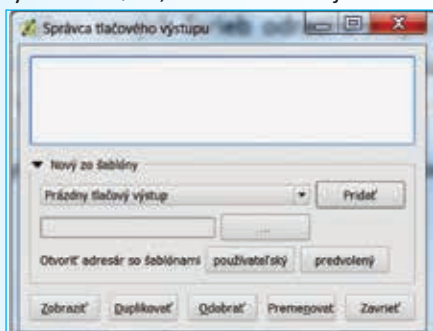 Správca tlačového výstupu
Nový zo šablóny
Prázdny tlačový výstup Pridať
...
Otvoriť adresár so šablónami používateľský predvolený
Zobraziť Duplikovať Odobrať Premenovať Zavrieť